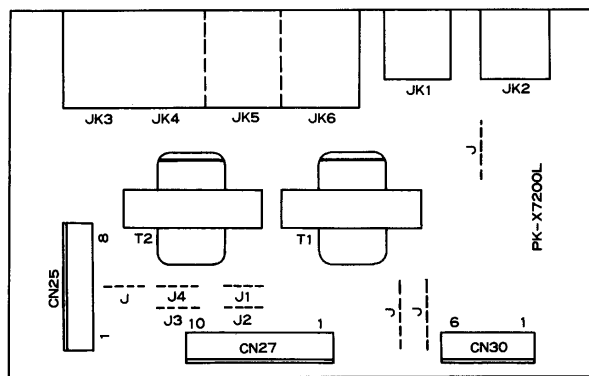 JK3 JK4 JK5 JK6 JK1 JK2
J
PK-X7200L
T2 T1
CN25
8
1
J J4 J1
J3 J2
J J
10 1
CN27
6 1
CN30